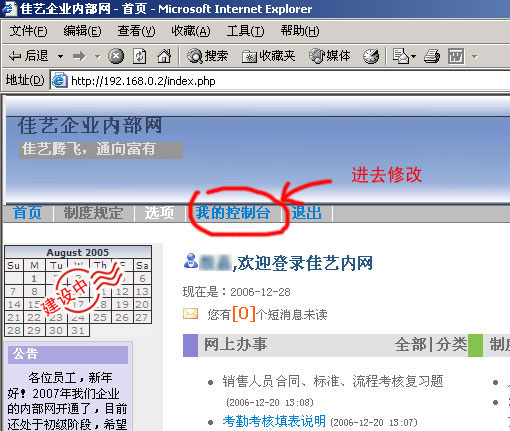 佳艺企业内部网 - 首页 - Microsoft Internet Explorer
文件(F) 编辑(E) 查看(V) 收藏(A) 工具(T) 帮助(H)
后退 搜索 收藏夹 媒体
地址(D) http://192.168.0.2/index.php
佳艺企业内部网
佳艺腾飞，通向富有
进去修改
首页 制度规定 选项 我的控制台 退出
August 2005
Su M Tu W Th F Sa
1 2 3 4 5 6
7 8 9 10 11 12 13
14 15 16 17 18 19 20
21 22 23 24 25 26 27
28 29 30 31
建设中
,欢迎登录佳艺内网
现在是：2006-12-28
您有[0]个短消息未读
公告
各位员工，新年
好！2007年我们企业
的内部网开通了，目前
还处于初级阶段，希望
网上办事 全部|分类 制度
销售人员合同、标准、流程考核复习题
(2006-12-20 13:08)
考勤考核填表说明 (2006-12-20 13:07)